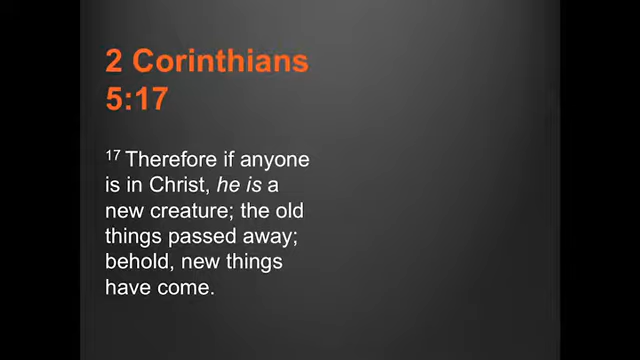 2 Corinthians
5:17
17 Therefore if anyone
is in Christ, he is a
new creature; the old
things passed away;
behold, new things
have come.